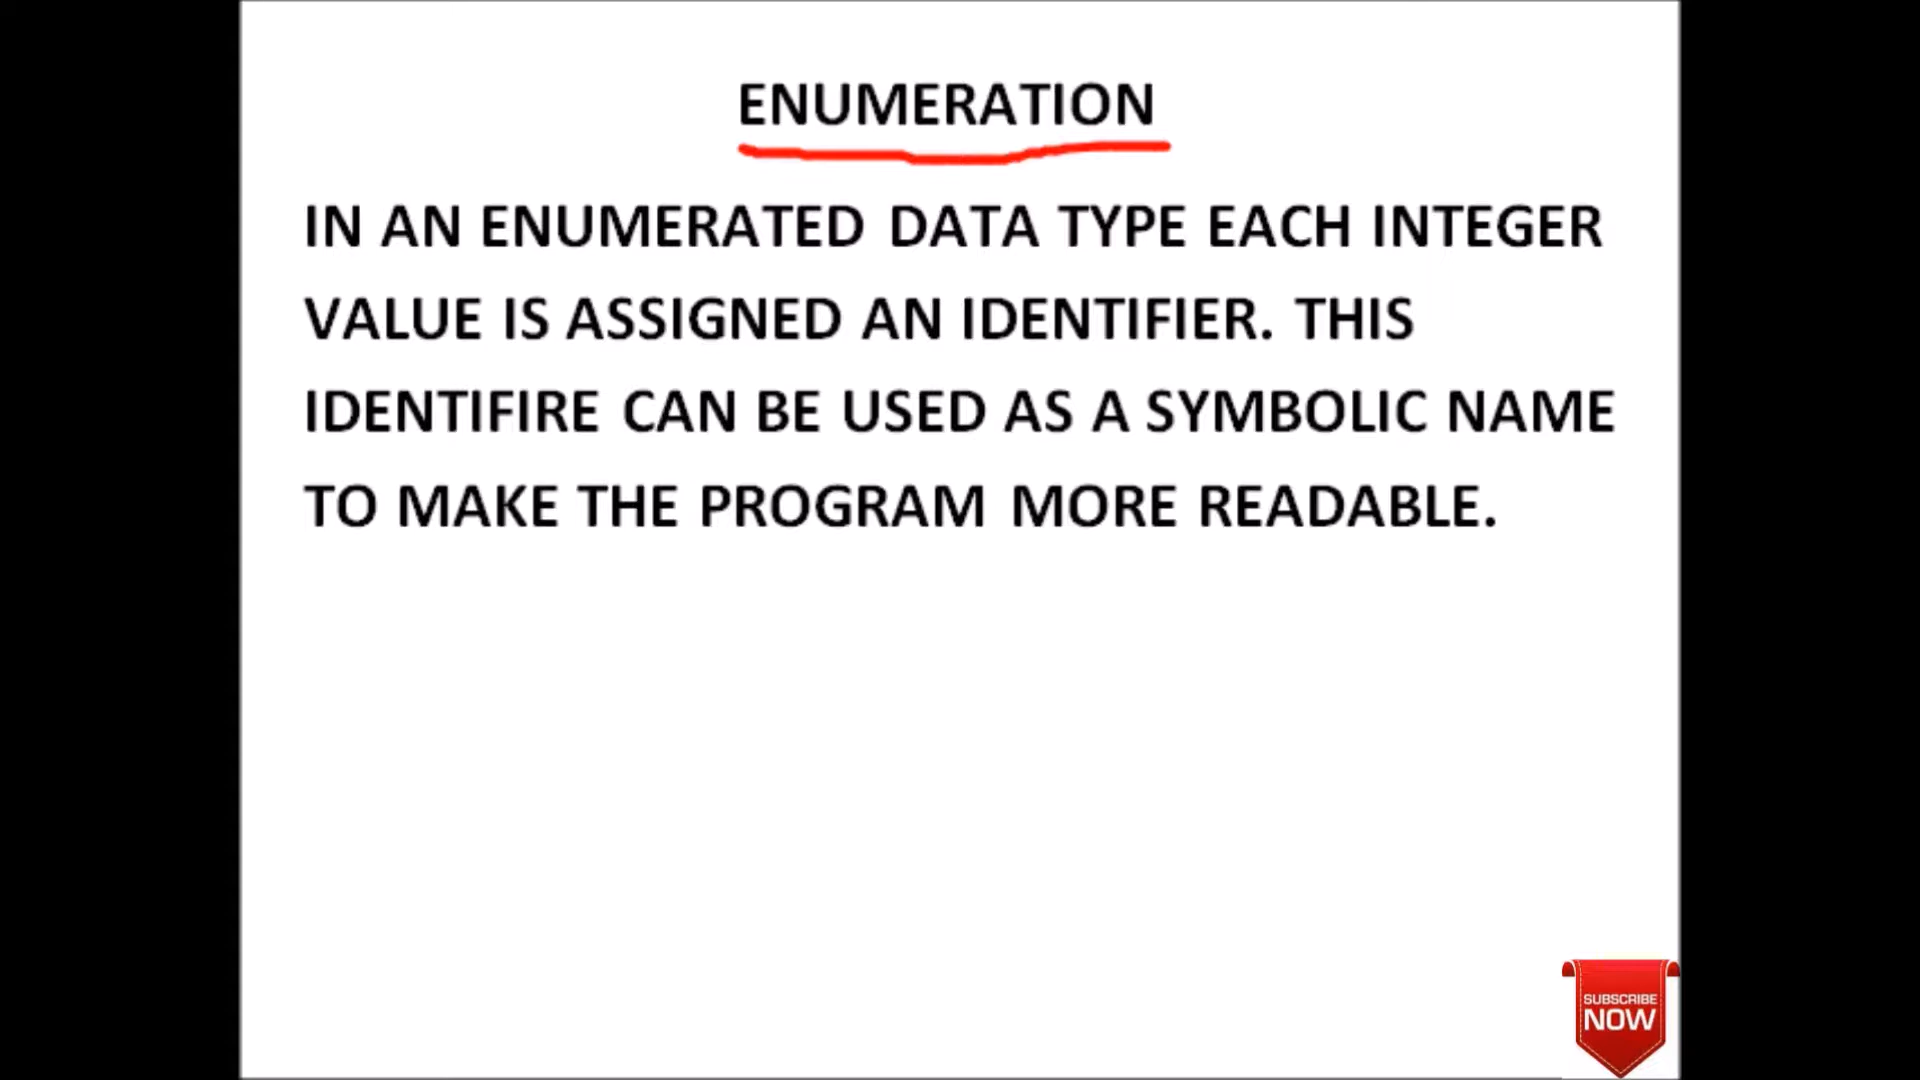 ENUMERATION
IN AN ENUMERATED DATA TYPE EACH INTEGER
VALUE IS ASSIGNED AN IDENTIFIER. THIS
IDENTIFIRE CAN BE USED AS A SYMBOLIC NAME
TO MAKE THE PROGRAM MORE READABLE.
SUBSCRIBE
NOW